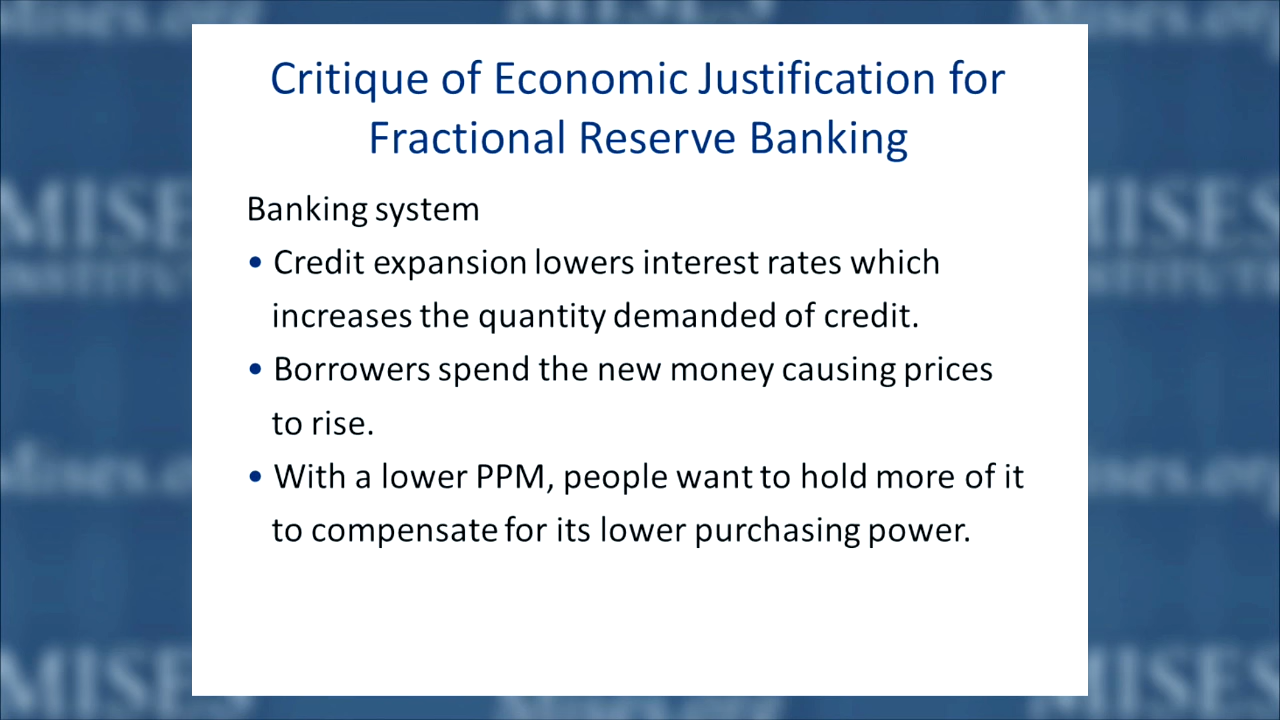 Critique of Economic Justification for
Fractional Reserve Banking
Banking system
• Credit expansion lowers interest rates which
increases the quantity demanded of credit.
• Borrowers spend the new money causing prices
to rise.
• With a lower PPM, people want to hold more of it
to compensate for its lower purchasing power.
MISES
MISES